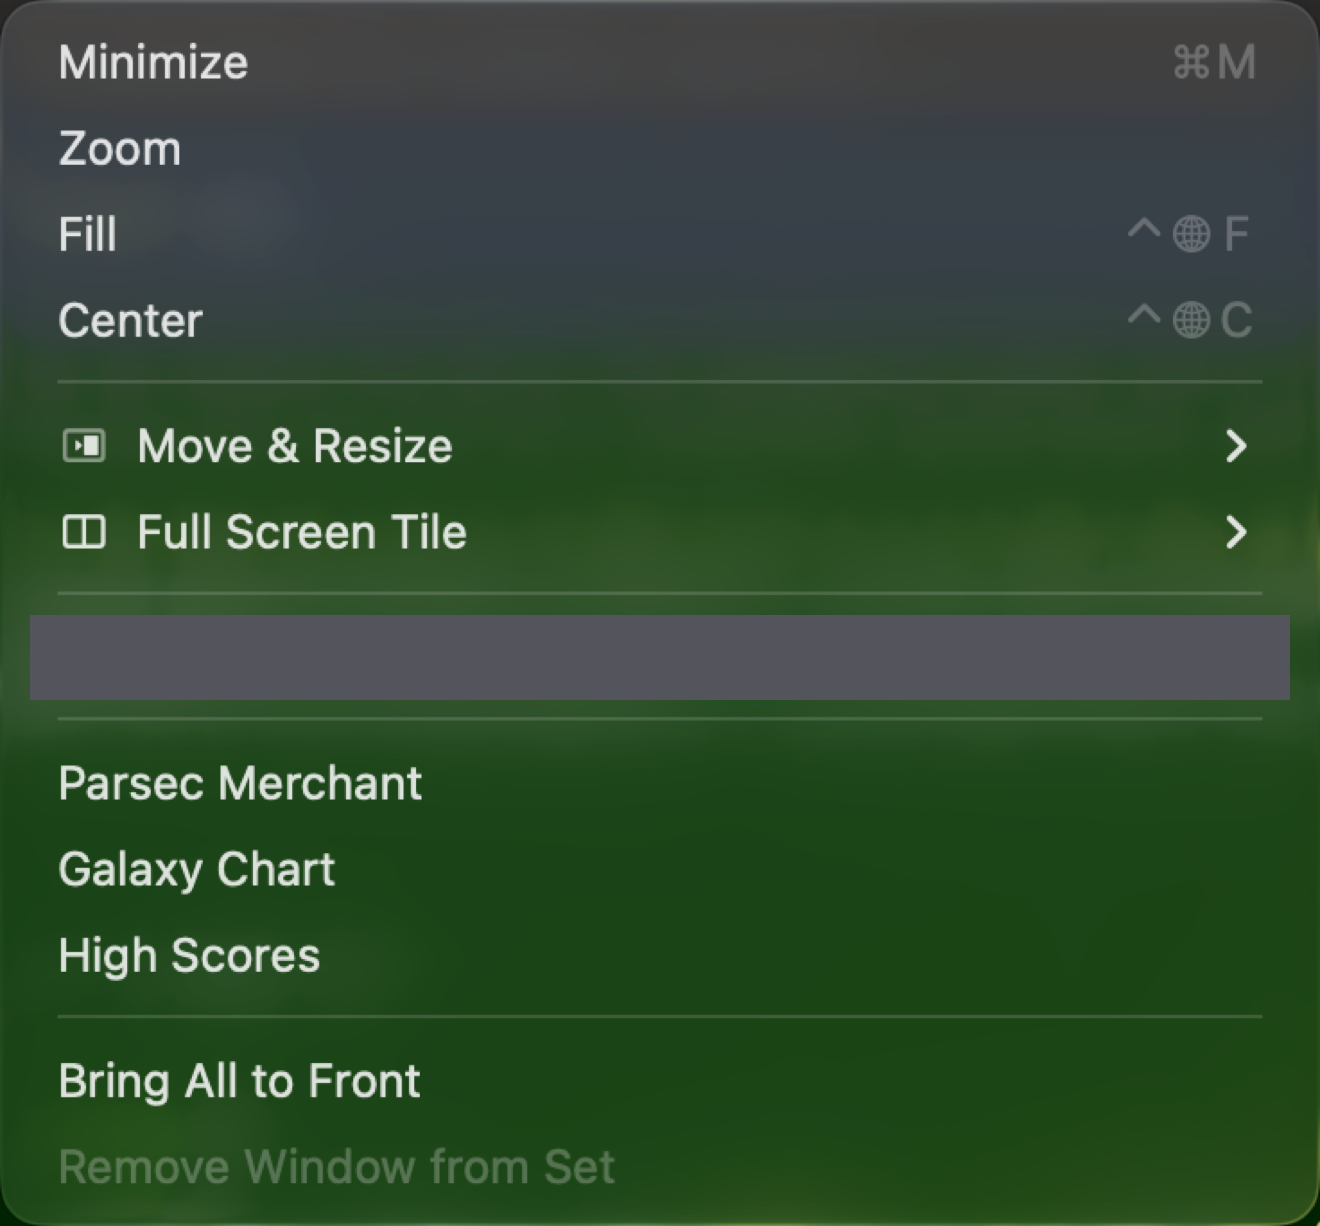 Minimize ⌘M
Zoom
Fill ^ 🌐 F
Center ^ 🌐 C
Move & Resize
Full Screen Tile
Parsec Merchant
Galaxy Chart
High Scores
Bring All to Front
Remove Window from Set